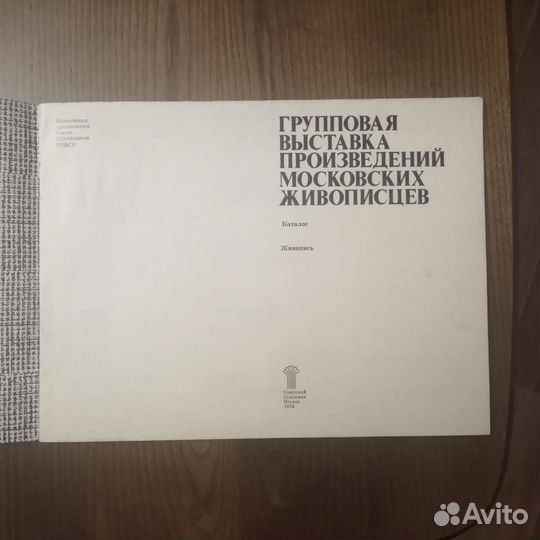 Московская
организация
Союза
художников
РСФСР
ГРУППОВАЯ
ВЫСТАВКА
ПРОИЗВЕДЕНИЙ
МОСКОВСКИХ
ЖИВОПИСЦЕВ
Каталог
Живопись
Советский
художник
Москва
1978
Avito